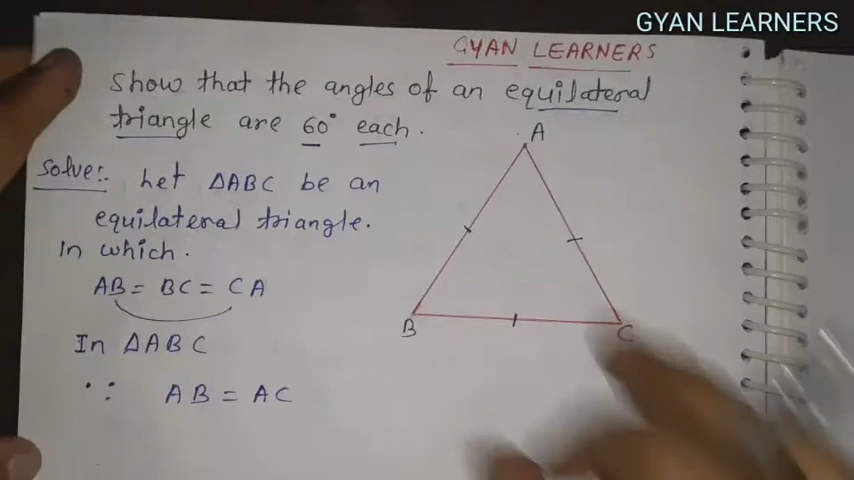 GYAN LEARNERS
GYAN LEARNERS
Show that the angles of an equilateral
triangle are 60° each.
Solve:. Let ΔABC be an
equilateral triangle.
In which.
AB = BC = CA
In ΔABC
∵ AB = AC
A
B
C